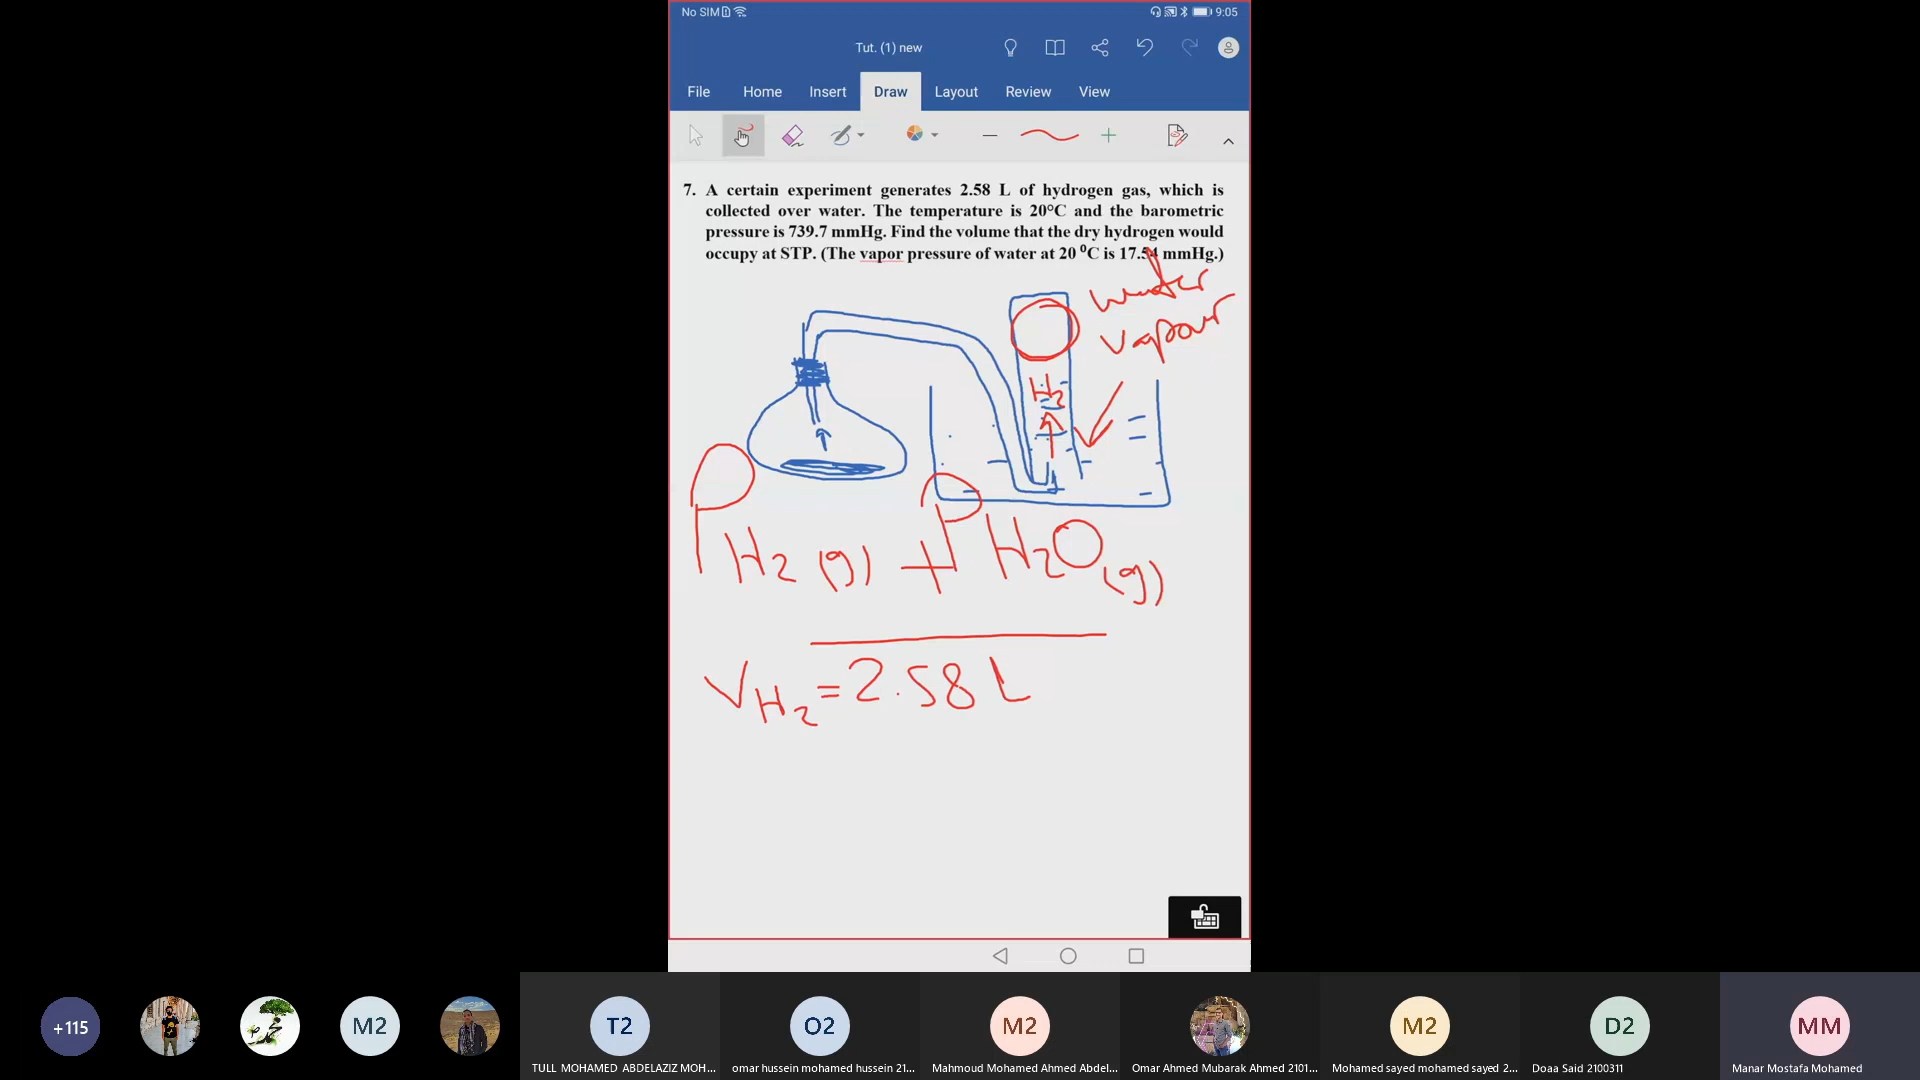 No SIM
9:05
Tut. (1) new
File Home Insert Draw Layout Review View
7. A certain experiment generates 2.58 L of hydrogen gas, which is
collected over water. The temperature is 20°C and the barometric
pressure is 739.7 mmHg. Find the volume that the dry hydrogen would
occupy at STP. (The vapor pressure of water at 20 ⁰C is 17.54 mmHg.)
water
vapour
H2
P H2 (g) + P H2O (g)
V H2 = 2.58 L
+115
M2
T2
O2
M2
M2
D2
MM
TULL MOHAMED ABDELAZIZ MOH...
omar hussein mohamed hussein 21...
Mahmoud Mohamed Ahmed Abdel...
Omar Ahmed Mubarak Ahmed 2101...
Mohamed sayed mohamed sayed 2...
Doaa Said 2100311
Manar Mostafa Mohamed